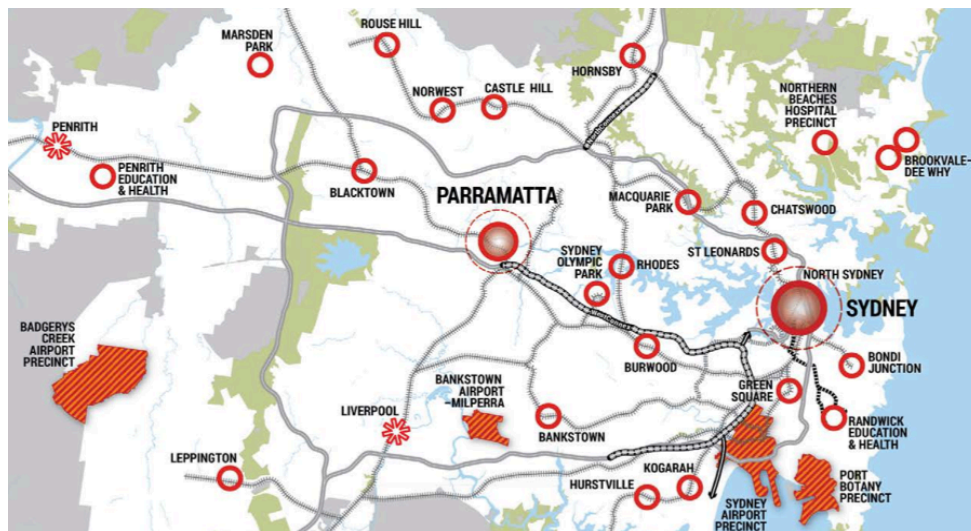 MARSDEN
PARK
ROUSE HILL
HORNSBY
NORWEST
CASTLE HILL
NorthConnex
NORTHERN
BEACHES
HOSPITAL
PRECINCT
PENRITH
PENRITH
EDUCATION
& HEALTH
BLACKTOWN
BROOKVALE–
DEE WHY
PARRAMATTA
MACQUARIE
PARK
CHATSWOOD
SYDNEY
OLYMPIC
PARK
RHODES
ST LEONARDS
NORTH SYDNEY
SYDNEY
WestConnex
BADGERYS
CREEK
AIRPORT
PRECINCT
BURWOOD
BONDI
JUNCTION
BANKSTOWN
AIRPORT
–MILPERRA
GREEN
SQUARE
LIVERPOOL
BANKSTOWN
RANDWICK
EDUCATION
& HEALTH
LEPPINGTON
KOGARAH
HURSTVILLE
PORT
BOTANY
PRECINCT
SYDNEY
AIRPORT
PRECINCT